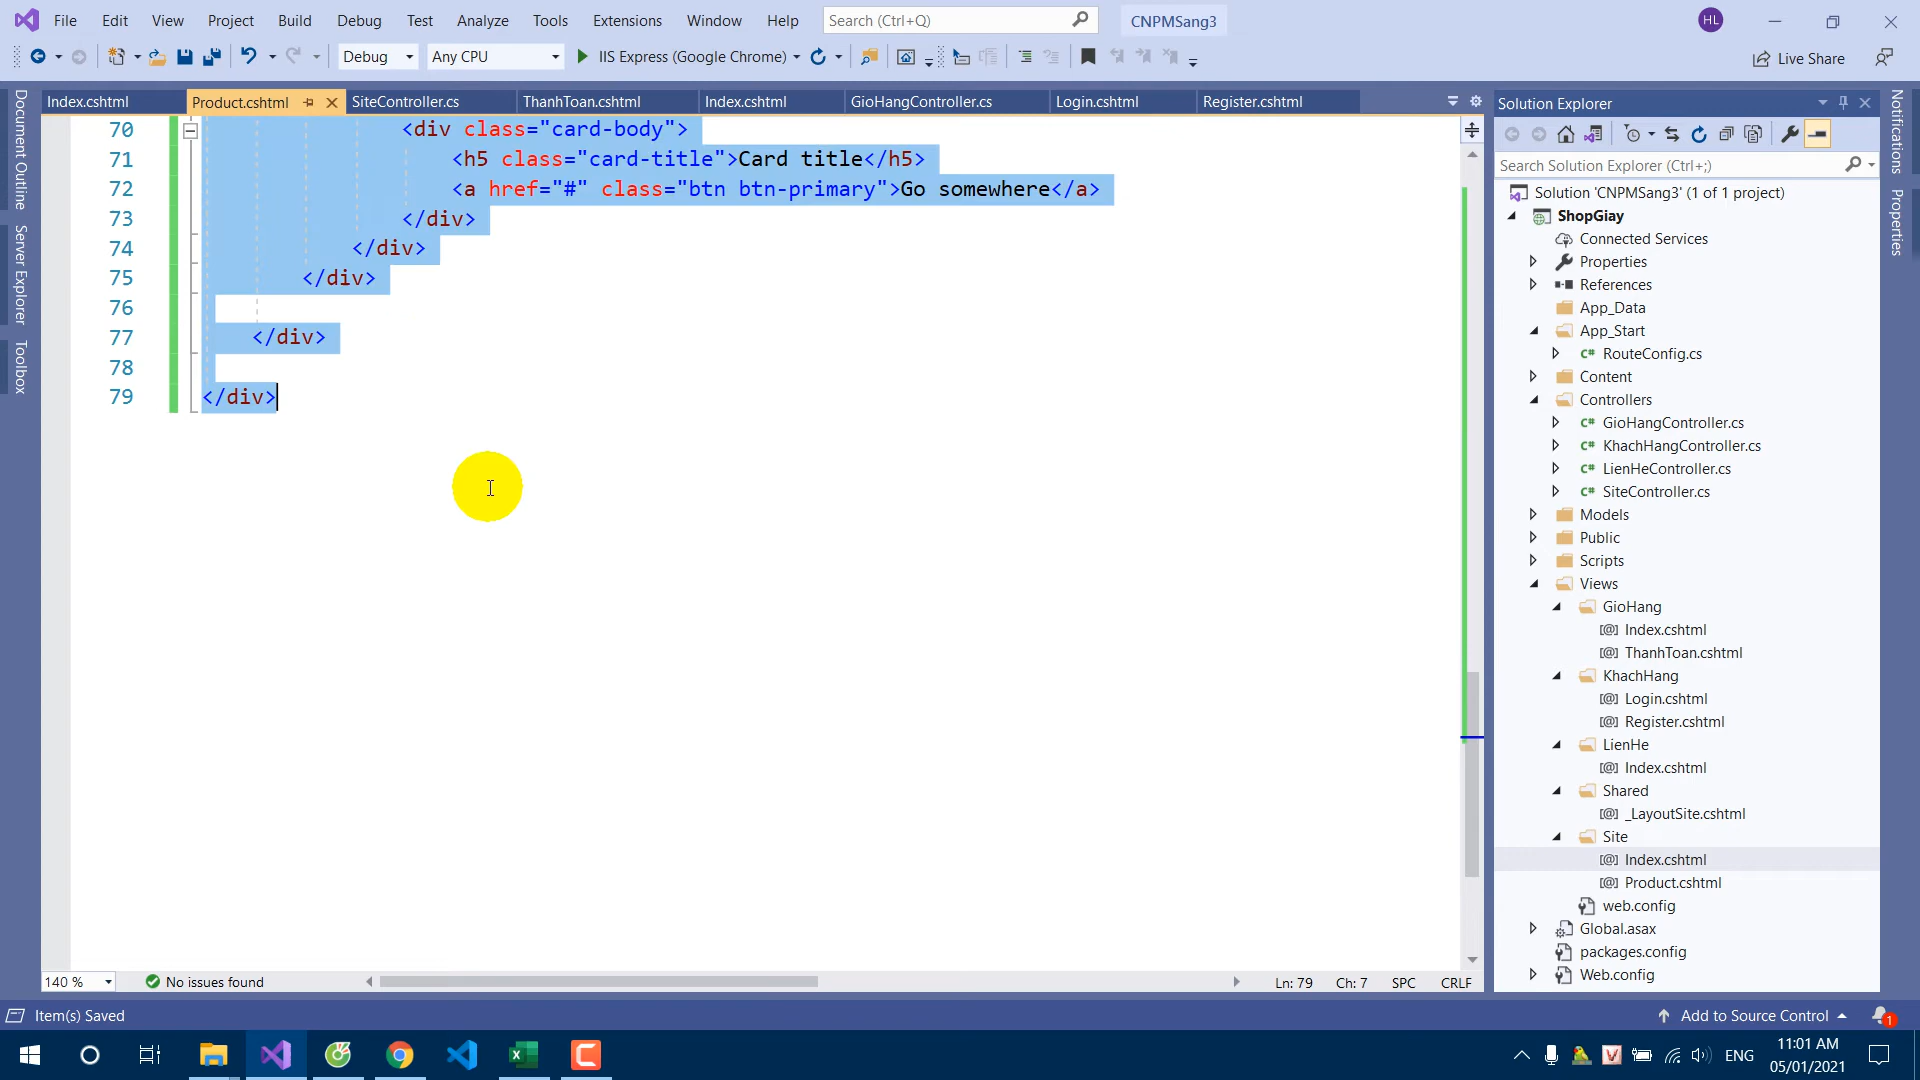 File Edit View Project Build Debug Test Analyze Tools Extensions Window Help Search (Ctrl+Q) CNPMSang3 HL
Debug Any CPU IIS Express (Google Chrome) Live Share
Document Outline
Server Explorer
Toolbox
Index.cshtml Product.cshtml SiteController.cs ThanhToan.cshtml Index.cshtml GioHangController.cs Login.cshtml Register.cshtml
70 <div class="card-body">
71 <h5 class="card-title">Card title</h5>
72 <a href="#" class="btn btn-primary">Go somewhere</a>
73 </div>
74 </div>
75 </div>
76
77 </div>
78
79 </div>
140 % No issues found Ln: 79 Ch: 7 SPC CRLF
Solution Explorer
Search Solution Explorer (Ctrl+;)
Solution 'CNPMSang3' (1 of 1 project)
ShopGiay
Connected Services
Properties
References
App_Data
App_Start
C# RouteConfig.cs
Content
Controllers
C# GioHangController.cs
C# KhachHangController.cs
C# LienHeController.cs
C# SiteController.cs
Models
Public
Scripts
Views
GioHang
[@] Index.cshtml
[@] ThanhToan.cshtml
KhachHang
[@] Login.cshtml
[@] Register.cshtml
LienHe
[@] Index.cshtml
Shared
[@] _LayoutSite.cshtml
Site
[@] Index.cshtml
[@] Product.cshtml
web.config
Global.asax
packages.config
Web.config
Notifications
Properties
Item(s) Saved Add to Source Control 1
ENG 11:01 AM
05/01/2021